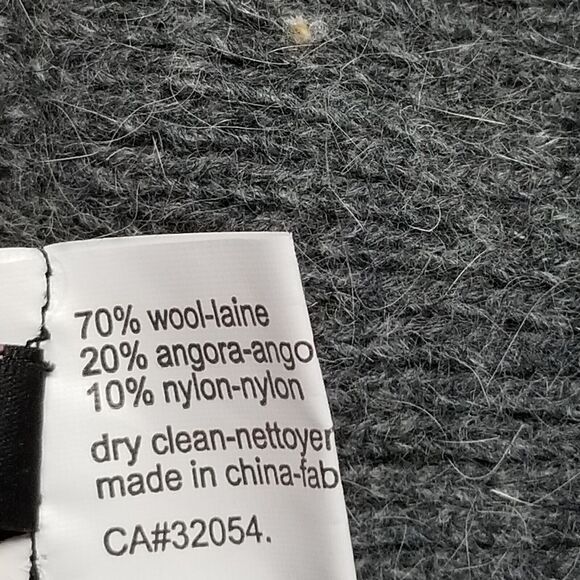 70% wool-laine
20% angora-ango
10% nylon-nylon
dry clean-nettoyer
made in china-fab
CA#32054.